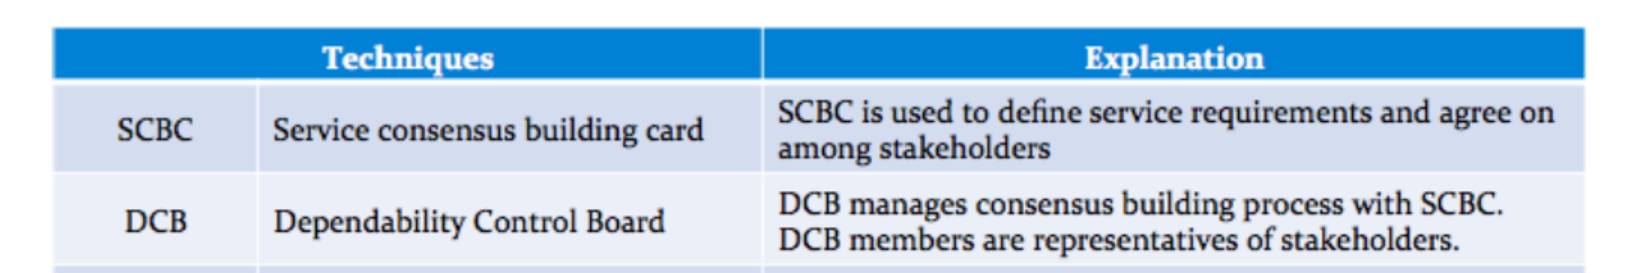 Techniques Explanation
SCBC Service consensus building card SCBC is used to define service requirements and agree on
among stakeholders
DCB Dependability Control Board DCB manages consensus building process with SCBC.
DCB members are representatives of stakeholders.